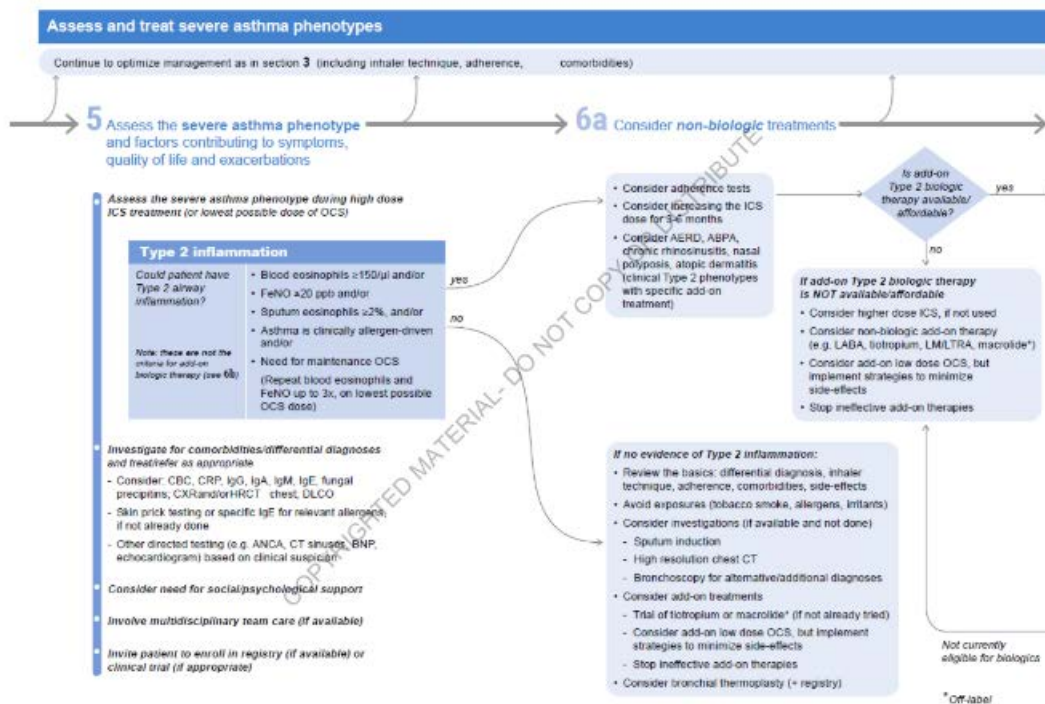 Assess and treat severe asthma phenotypes
Continue to optimize management as in section 3 (including inhaler technique, adherence, comorbidities)
5 Assess the severe asthma phenotype
and factors contributing to symptoms,
quality of life and exacerbations
Assess the severe asthma phenotype during high dose
ICS treatment (or lowest possible dose of OCS)
Type 2 inflammation
Could patient have
Type 2 airway
inflammation?
Note: these are not the
criteria for add-on
biologic therapy (see 6b)
• Blood eosinophils ≥150/µl and/or
• FeNO ≥20 ppb and/or
• Sputum eosinophils ≥2%, and/or
• Asthma is clinically allergen-driven
and/or
• Need for maintenance OCS
(Repeat blood eosinophils and
FeNO up to 3x, on lowest possible
OCS dose)
yes
no
Investigate for comorbidities/differential diagnoses
and treat/refer as appropriate
- Consider: CBC, CRP, IgG, IgA, IgM, IgE, fungal
precipitins; CXRand/orHRCT chest, DLCO
- Skin prick testing or specific IgE for relevant allergens,
if not already done
- Other directed testing (e.g. ANCA, CT sinuses, BNP,
echocardiogram) based on clinical suspicion
Consider need for social/psychological support
Involve multidisciplinary team care (if available)
Invite patient to enroll in registry (if available) or
clinical trial (if appropriate)
6a Consider non-biologic treatments
• Consider adherence tests
• Consider increasing the ICS
dose for 3-6 months
• Consider AERD, ABPA,
chronic rhinosinusitis, nasal
polyposis, atopic dermatitis
(clinical Type 2 phenotypes
with specific add-on
treatment)
Is add-on
Type 2 biologic
therapy available/
affordable?
yes
no
If add-on Type 2 biologic therapy
is NOT available/affordable
• Consider higher dose ICS, if not used
• Consider non-biologic add-on therapy
(e.g. LABA, tiotropium, LM/LTRA, macrolide*)
• Consider add-on low dose OCS, but
implement strategies to minimize
side-effects
• Stop ineffective add-on therapies
If no evidence of Type 2 inflammation:
• Review the basics: differential diagnosis, inhaler
technique, adherence, comorbidities, side-effects
• Avoid exposures (tobacco smoke, allergens, irritants)
• Consider investigations (if available and not done)
- Sputum induction
- High resolution chest CT
- Bronchoscopy for alternative/additional diagnoses
• Consider add-on treatments
- Trial of tiotropium or macrolide* (if not already tried)
- Consider add-on low dose OCS, but implement
strategies to minimize side-effects
- Stop ineffective add-on therapies
• Consider bronchial thermoplasty (+ registry)
Not currently
eligible for biologics
*Off-label
COPYRIGHTED MATERIAL- DO NOT COPY OR DISTRIBUTE